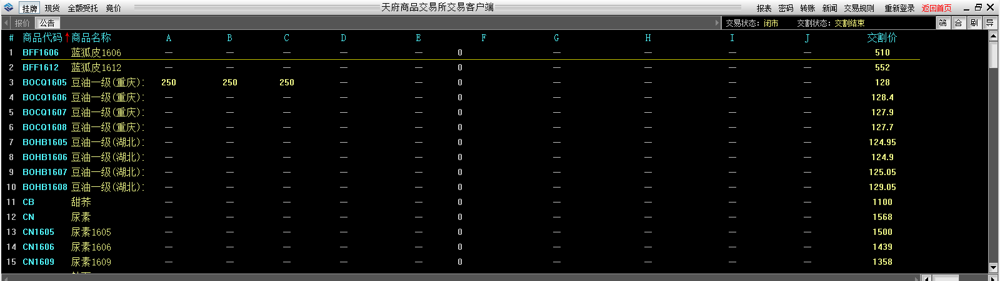 挂牌 现货 全额受托 竞价 天府商品交易所交易客户端 报表 密码 转账 新闻 交易规则 重新登录 返回首页
报价 公告 交易状态：闭市 交割状态：交割结束 筛 合 刷 导
# 商品代码↑商品名称 A B C D E F G H I J 交割价
1 BFF1606 蓝狐皮1606 — — — — — 0 — — — — 510
2 BFF1612 蓝狐皮1612 — — — — — 0 — — — — 552
3 BOCQ1605 豆油一级(重庆): 250 250 250 — — 0 — — — — 128
4 BOCQ1606 豆油一级(重庆): — — — — — 0 — — — — 128.4
5 BOCQ1607 豆油一级(重庆): — — — — — 0 — — — — 127.9
6 BOCQ1608 豆油一级(重庆): — — — — — 0 — — — — 127.7
7 BOHB1605 豆油一级(湖北): — — — — — 0 — — — — 124.95
8 BOHB1606 豆油一级(湖北): — — — — — 0 — — — — 124.9
9 BOHB1607 豆油一级(湖北): — — — — — 0 — — — — 125.05
10 BOHB1608 豆油一级(湖北): — — — — — 0 — — — — 129.05
11 CB 甜荞 — — — — — 0 — — — — 1100
12 CN 尿素 — — — — — 0 — — — — 1568
13 CN1605 尿素1605 — — — — — 0 — — — — 1500
14 CN1606 尿素1606 — — — — — 0 — — — — 1439
15 CN1609 尿素1609 — — — — — 0 — — — — 1358